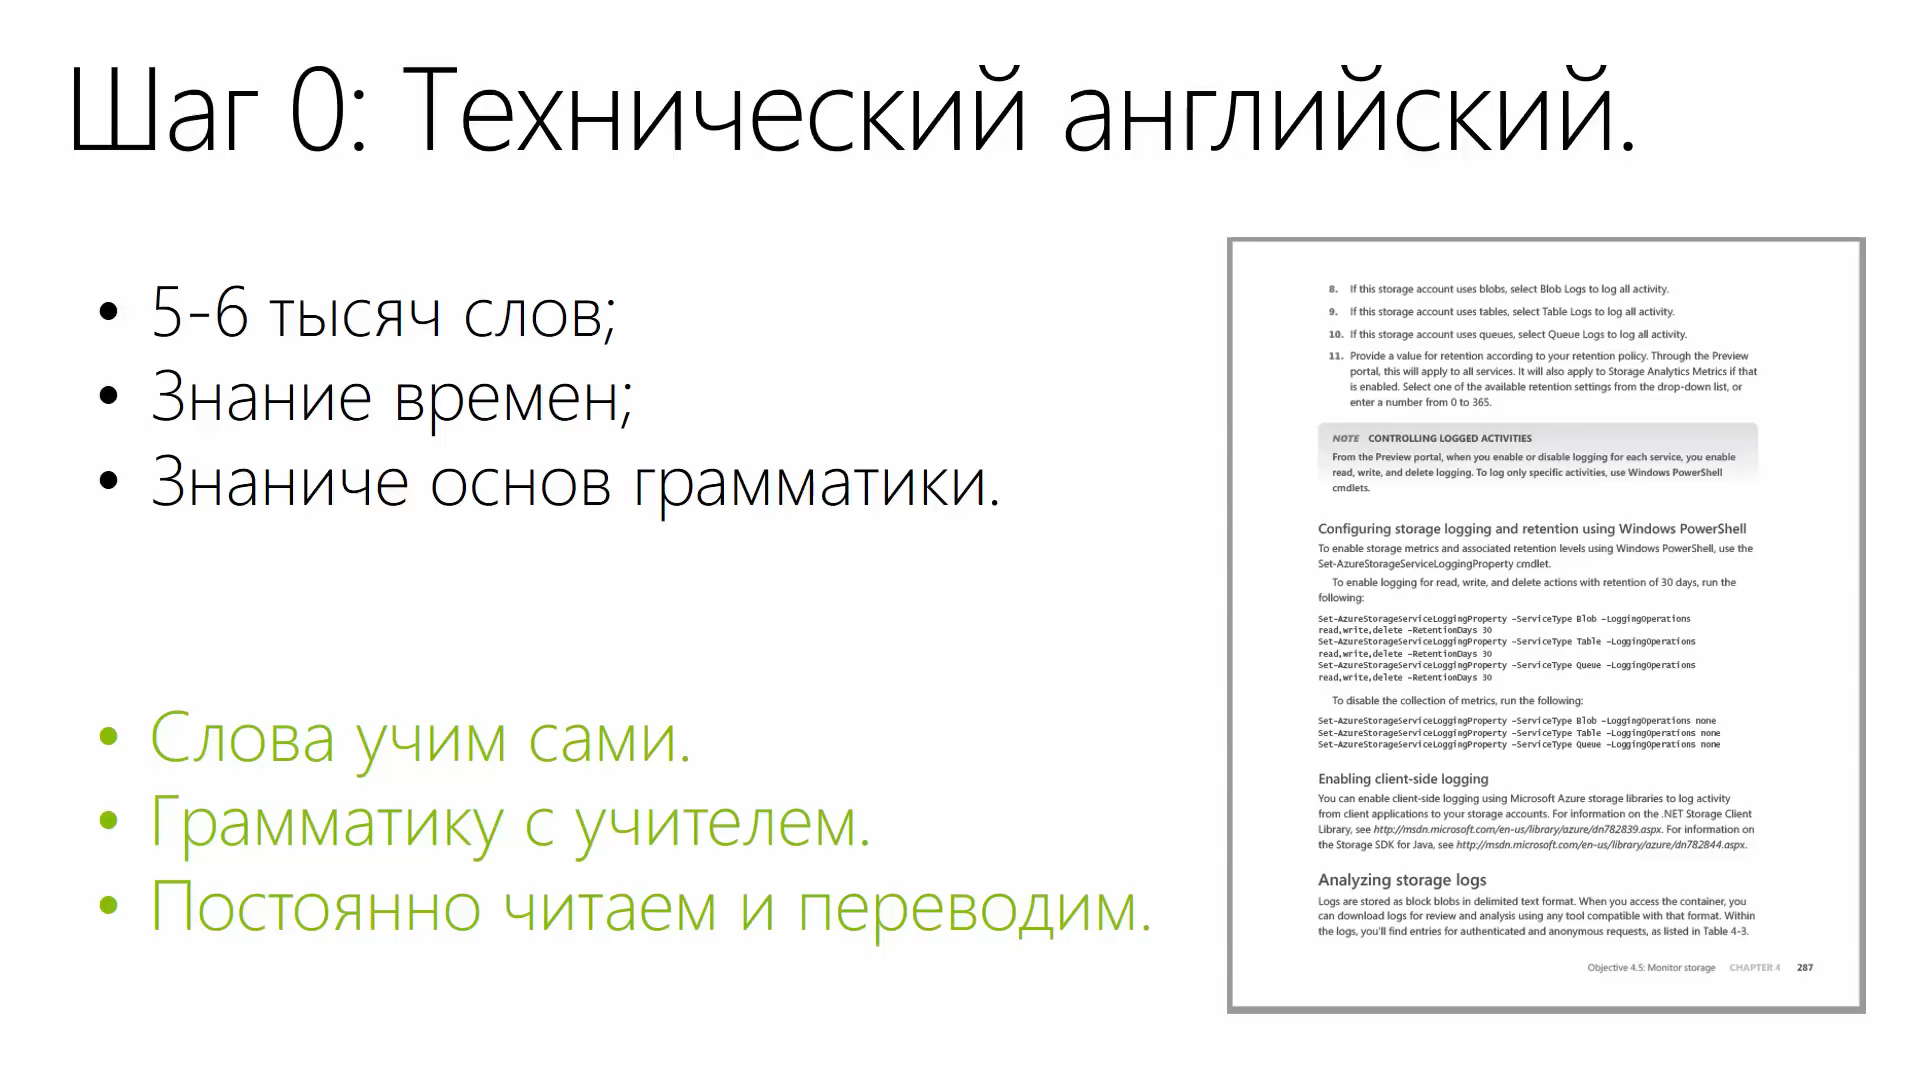 Шаг 0: Технический английский.
• 5-6 тысяч слов;
• Знание времен;
• Знаниче основ грамматики.
• Слова учим сами.
• Грамматику с учителем.
• Постоянно читаем и переводим.
8. If this storage account uses blobs, select Blob Logs to log all activity.
9. If this storage account uses tables, select Table Logs to log all activity.
10. If this storage account uses queues, select Queue Logs to log all activity.
11. Provide a value for retention according to your retention policy. Through the Preview
portal, this will apply to all services. It will also apply to Storage Analytics Metrics if that
is enabled. Select one of the available retention settings from the drop-down list, or
enter a number from 0 to 365.
NOTE CONTROLLING LOGGED ACTIVITIES
From the Preview portal, when you enable or disable logging for each service, you enable
read, write, and delete logging. To log only specific activities, use Windows PowerShell
cmdlets.
Configuring storage logging and retention using Windows PowerShell
To enable storage metrics and associated retention levels using Windows PowerShell, use the
Set-AzureStorageServiceLoggingProperty cmdlet.
To enable logging for read, write, and delete actions with retention of 30 days, run the
following:
Set-AzureStorageServiceLoggingProperty –ServiceType Blob –LoggingOperations
read,write,delete –RetentionDays 30
Set-AzureStorageServiceLoggingProperty –ServiceType Table –LoggingOperations
read,write,delete –RetentionDays 30
Set-AzureStorageServiceLoggingProperty –ServiceType Queue –LoggingOperations
read,write,delete –RetentionDays 30
To disable the collection of metrics, run the following:
Set-AzureStorageServiceLoggingProperty –ServiceType Blob –LoggingOperations none
Set-AzureStorageServiceLoggingProperty –ServiceType Table –LoggingOperations none
Set-AzureStorageServiceLoggingProperty –ServiceType Queue –LoggingOperations none
Enabling client-side logging
You can enable client-side logging using Microsoft Azure storage libraries to log activity
from client applications to your storage accounts. For information on the .NET Storage Client
Library, see http://msdn.microsoft.com/en-us/library/azure/dn782839.aspx. For information on
the Storage SDK for Java, see http://msdn.microsoft.com/en-us/library/azure/dn782844.aspx.
Analyzing storage logs
Logs are stored as block blobs in delimited text format. When you access the container, you
can download logs for review and analysis using any tool compatible with that format. Within
the logs, you'll find entries for authenticated and anonymous requests, as listed in Table 4-3.
Objective 4.5: Monitor storage CHAPTER 4 287